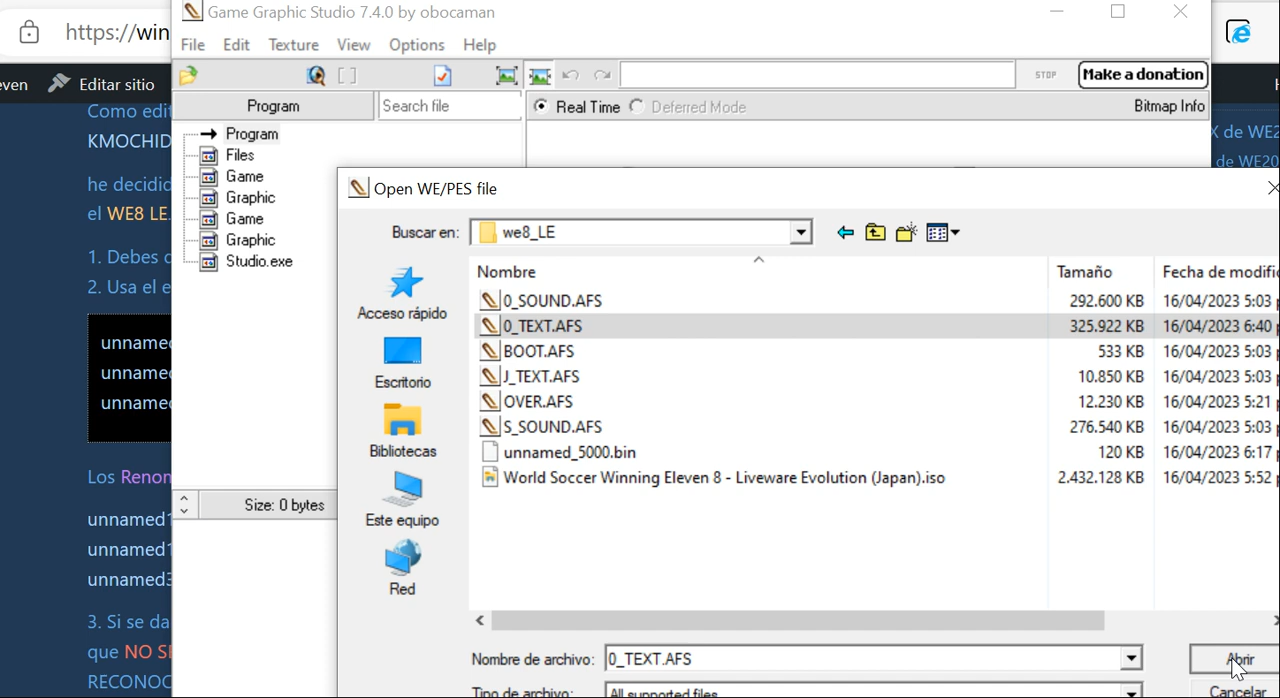 https://win
even Editar sitio
Como edit
KMOCHID
he decidid
el WE8 LE.
1. Debes c
2. Usa el e
unnamed
unnamed
unnamed
Los Renon
unnamed1
unnamed1
unnamed3
3. Si se da
que NO SE
RECONOC
Game Graphic Studio 7.4.0 by obocaman
File Edit Texture View Options Help
STOP Make a donation
Program Search file Real Time Deferred Mode Bitmap Info
Program
Files
Game
Graphic
Game
Graphic
Studio.exe
Size: 0 bytes
X de WE2
de WE20
Open WE/PES file
Buscar en: we8_LE
Acceso rápido
Escritorio
Bibliotecas
Este equipo
Red
Nombre Tamaño Fecha de modific
0_SOUND.AFS 292.600 KB 16/04/2023 5:03 p
0_TEXT.AFS 325.922 KB 16/04/2023 6:40 p
BOOT.AFS 533 KB 16/04/2023 5:03 p
J_TEXT.AFS 10.850 KB 16/04/2023 5:03 p
OVER.AFS 12.230 KB 16/04/2023 5:21 p
S_SOUND.AFS 276.540 KB 16/04/2023 5:03 p
unnamed_5000.bin 120 KB 16/04/2023 6:17 p
World Soccer Winning Eleven 8 - Liveware Evolution (Japan).iso 2.432.128 KB 16/04/2023 5:52 p
Nombre de archivo: 0_TEXT.AFS Abrir
Tipo de archivo: All supported files Cancelar